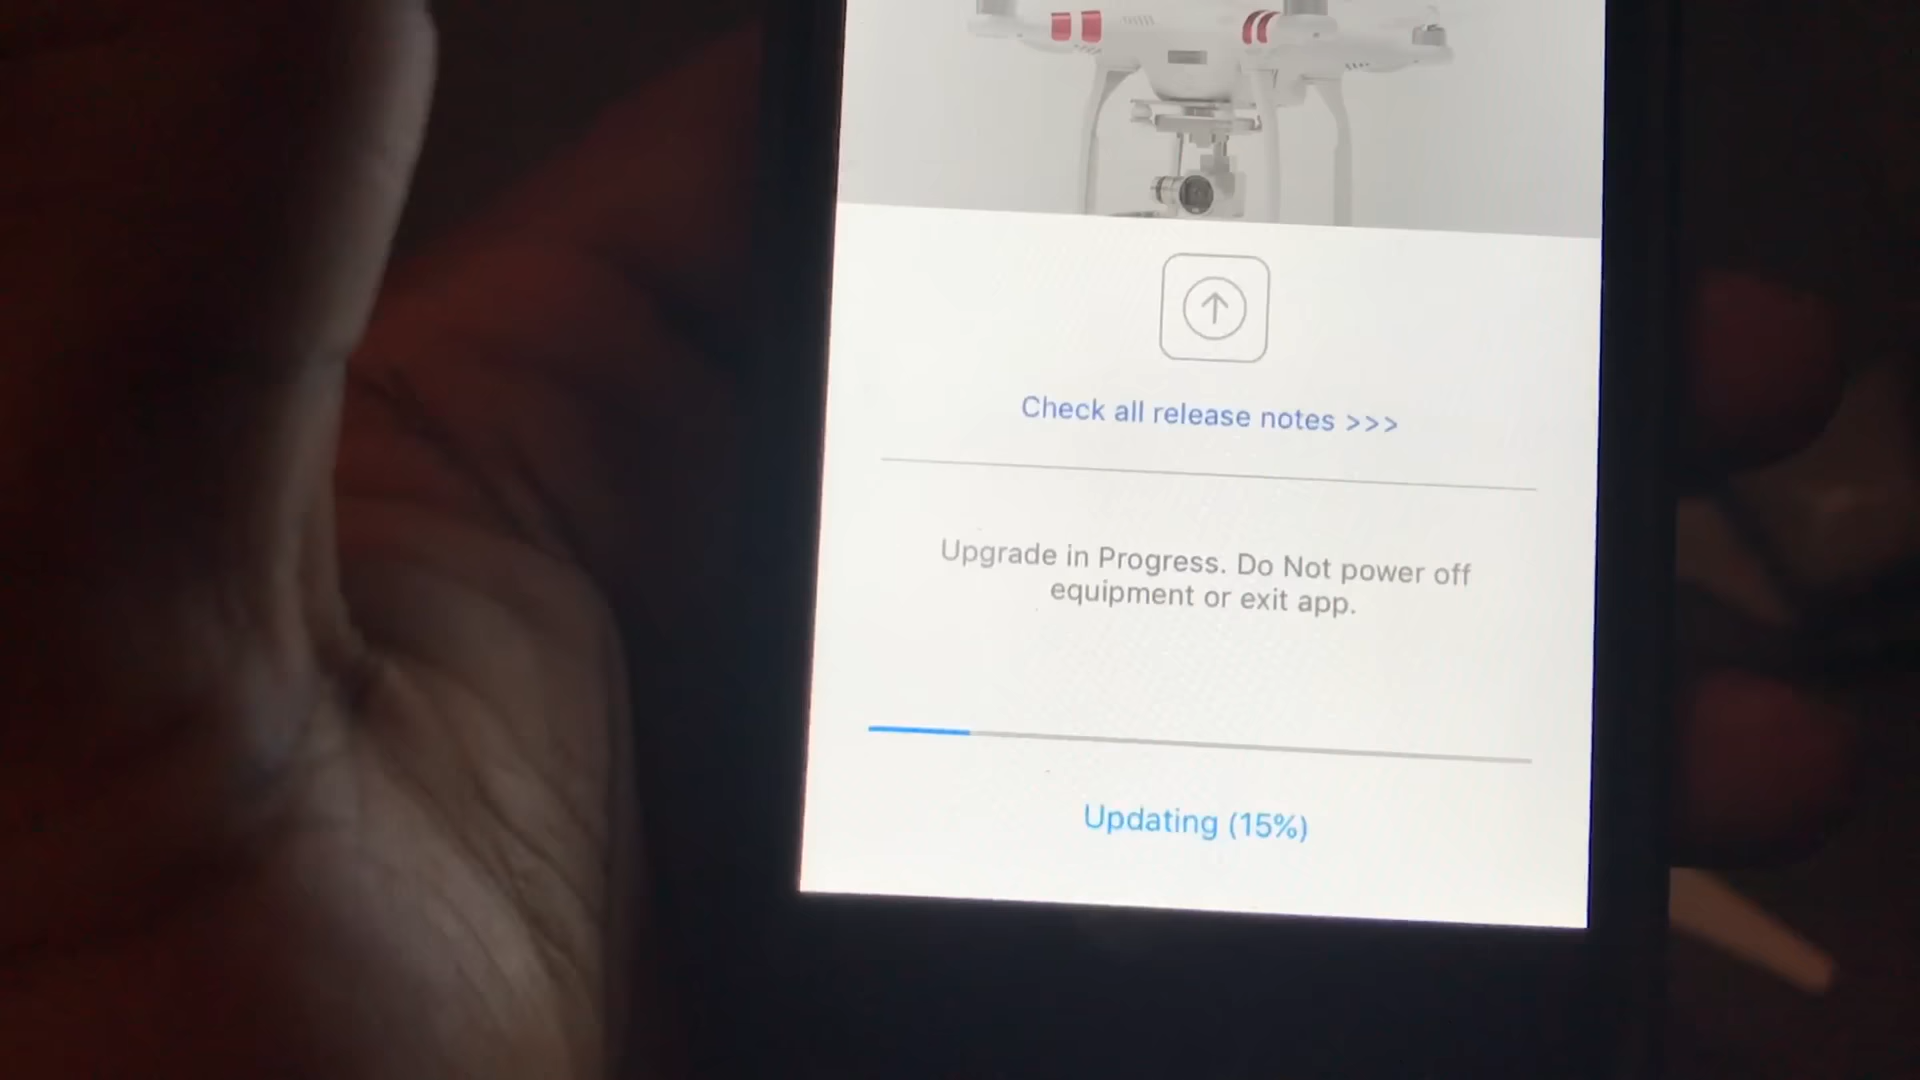 Check all release notes >>>
Upgrade in Progress. Do Not power off
equipment or exit app.
Updating (15%)